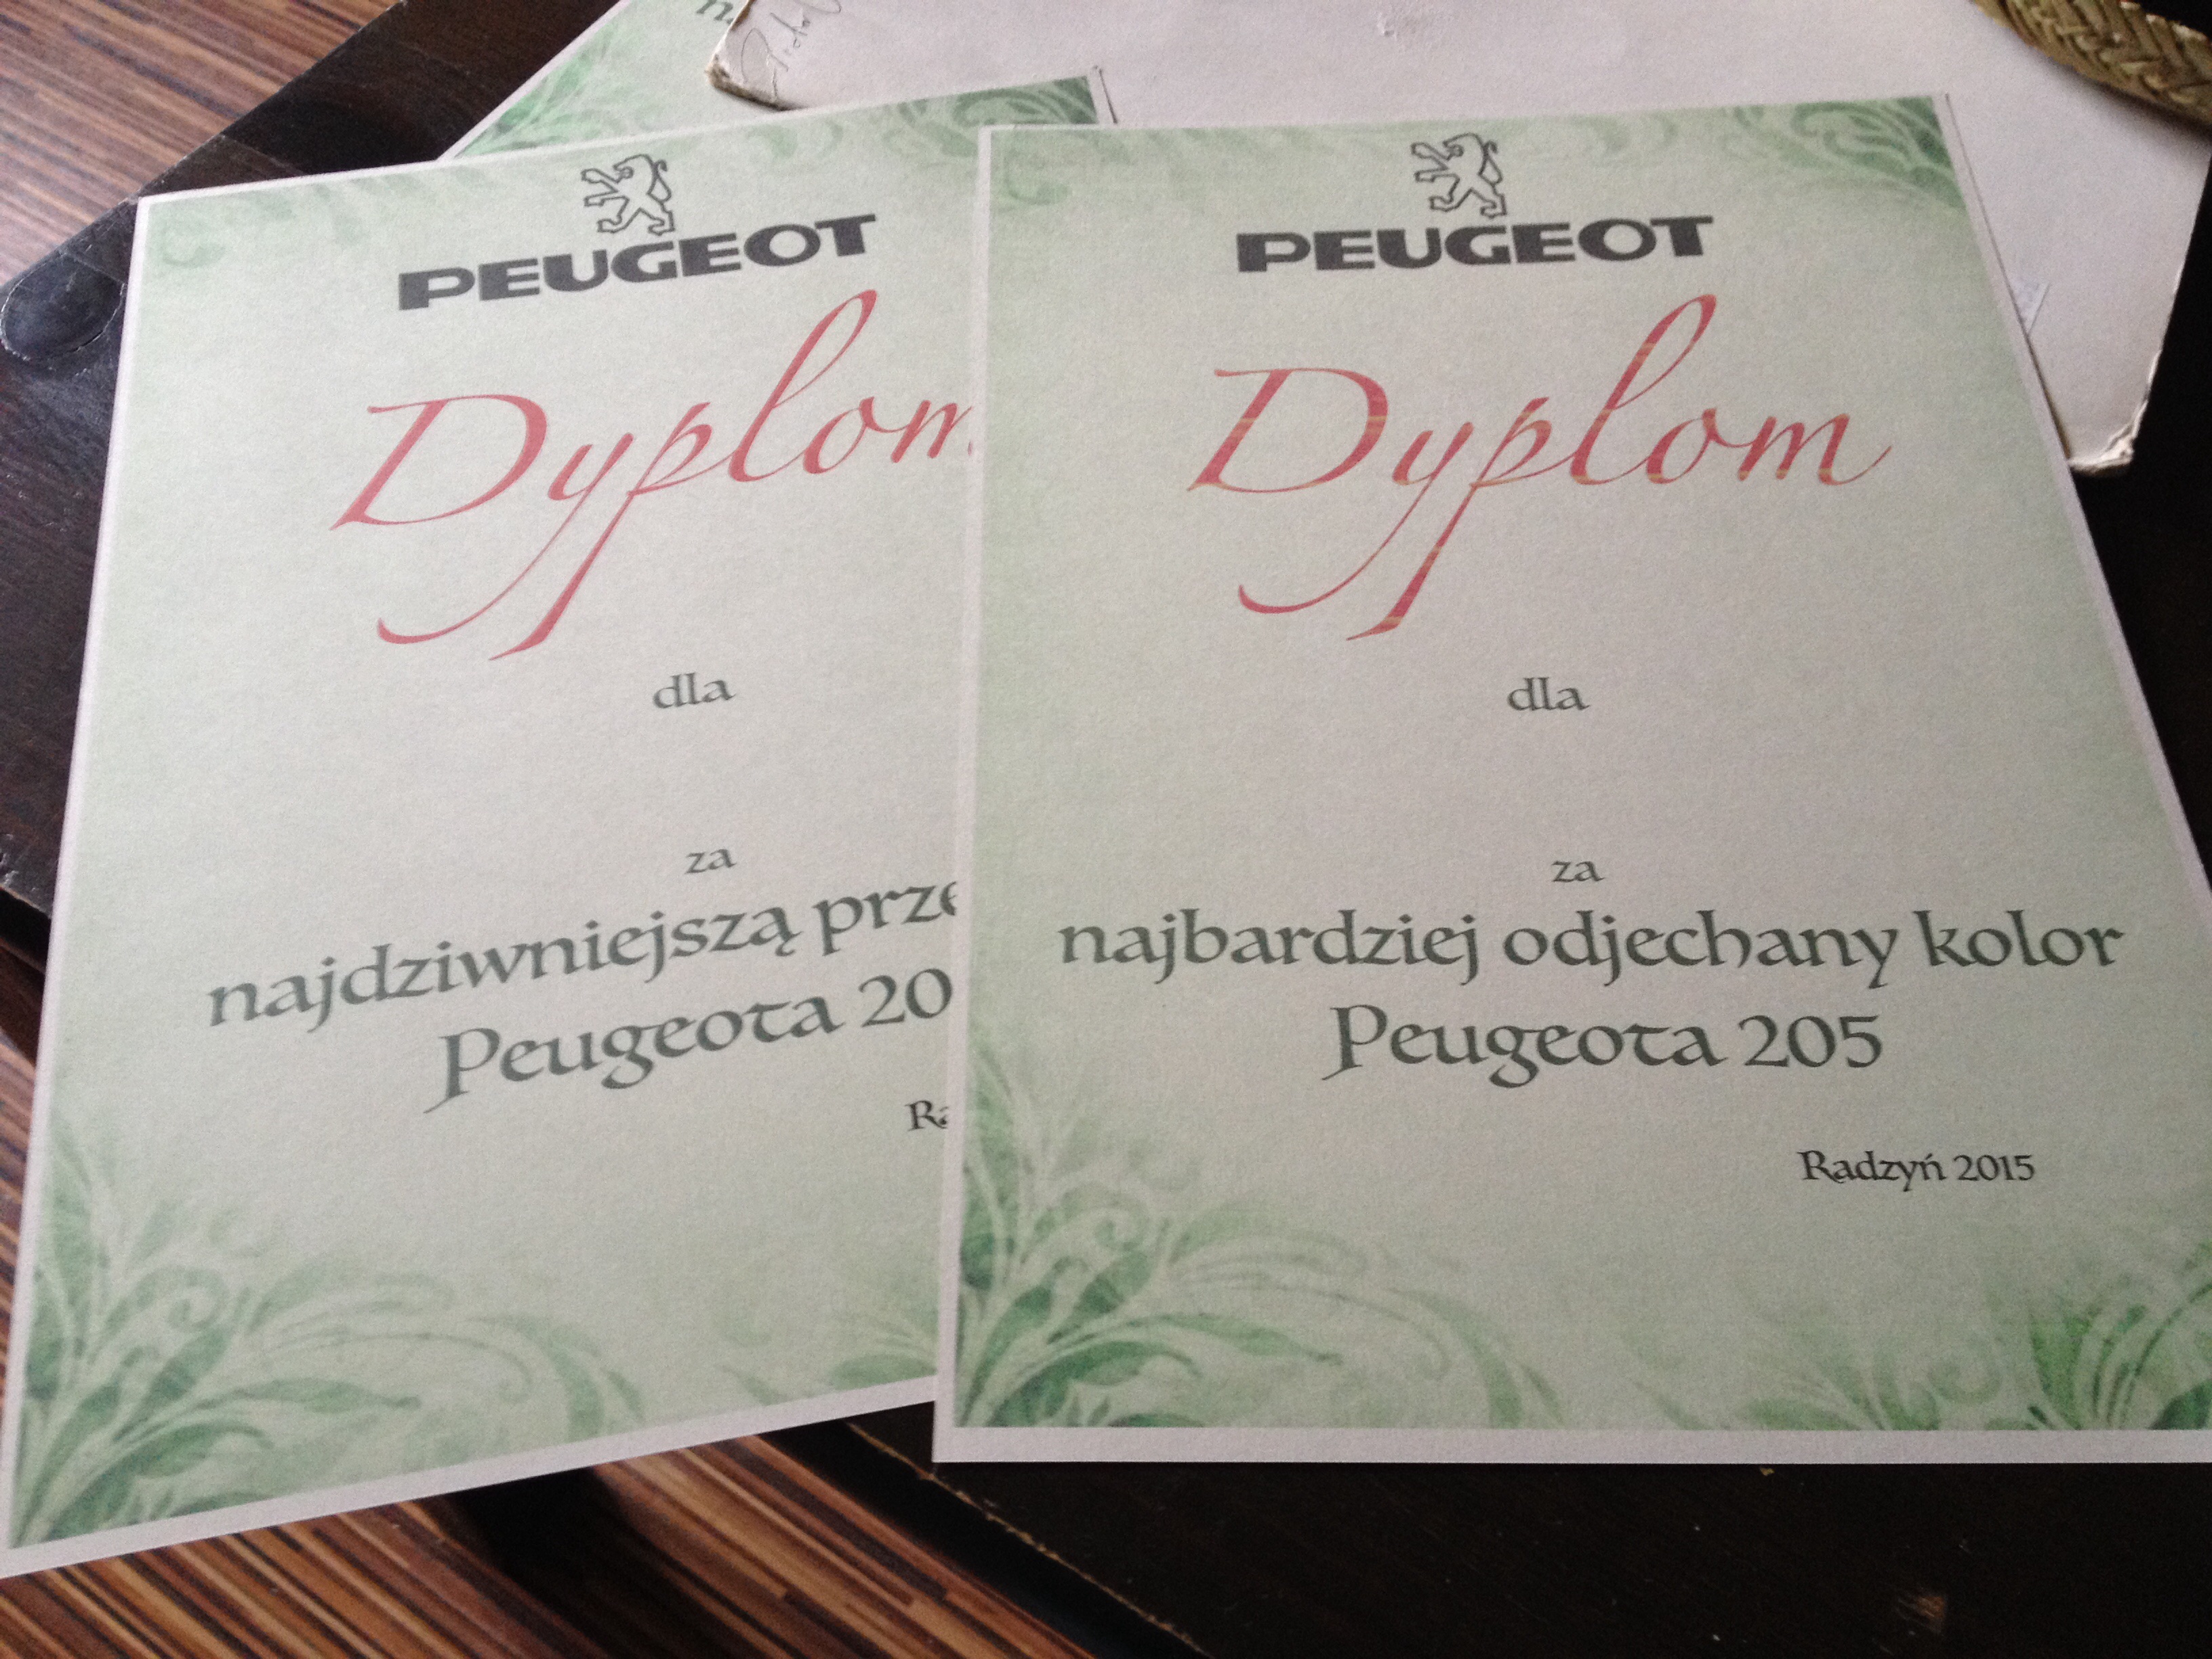 PEUGEOT
Dyplom
dla
za
najdziwniejszą prze
Peugeota 20
Ra
PEUGEOT
Dyplom
dla
za
najbardziej odjechany kolor
Peugeota 205
Radzyń 2015